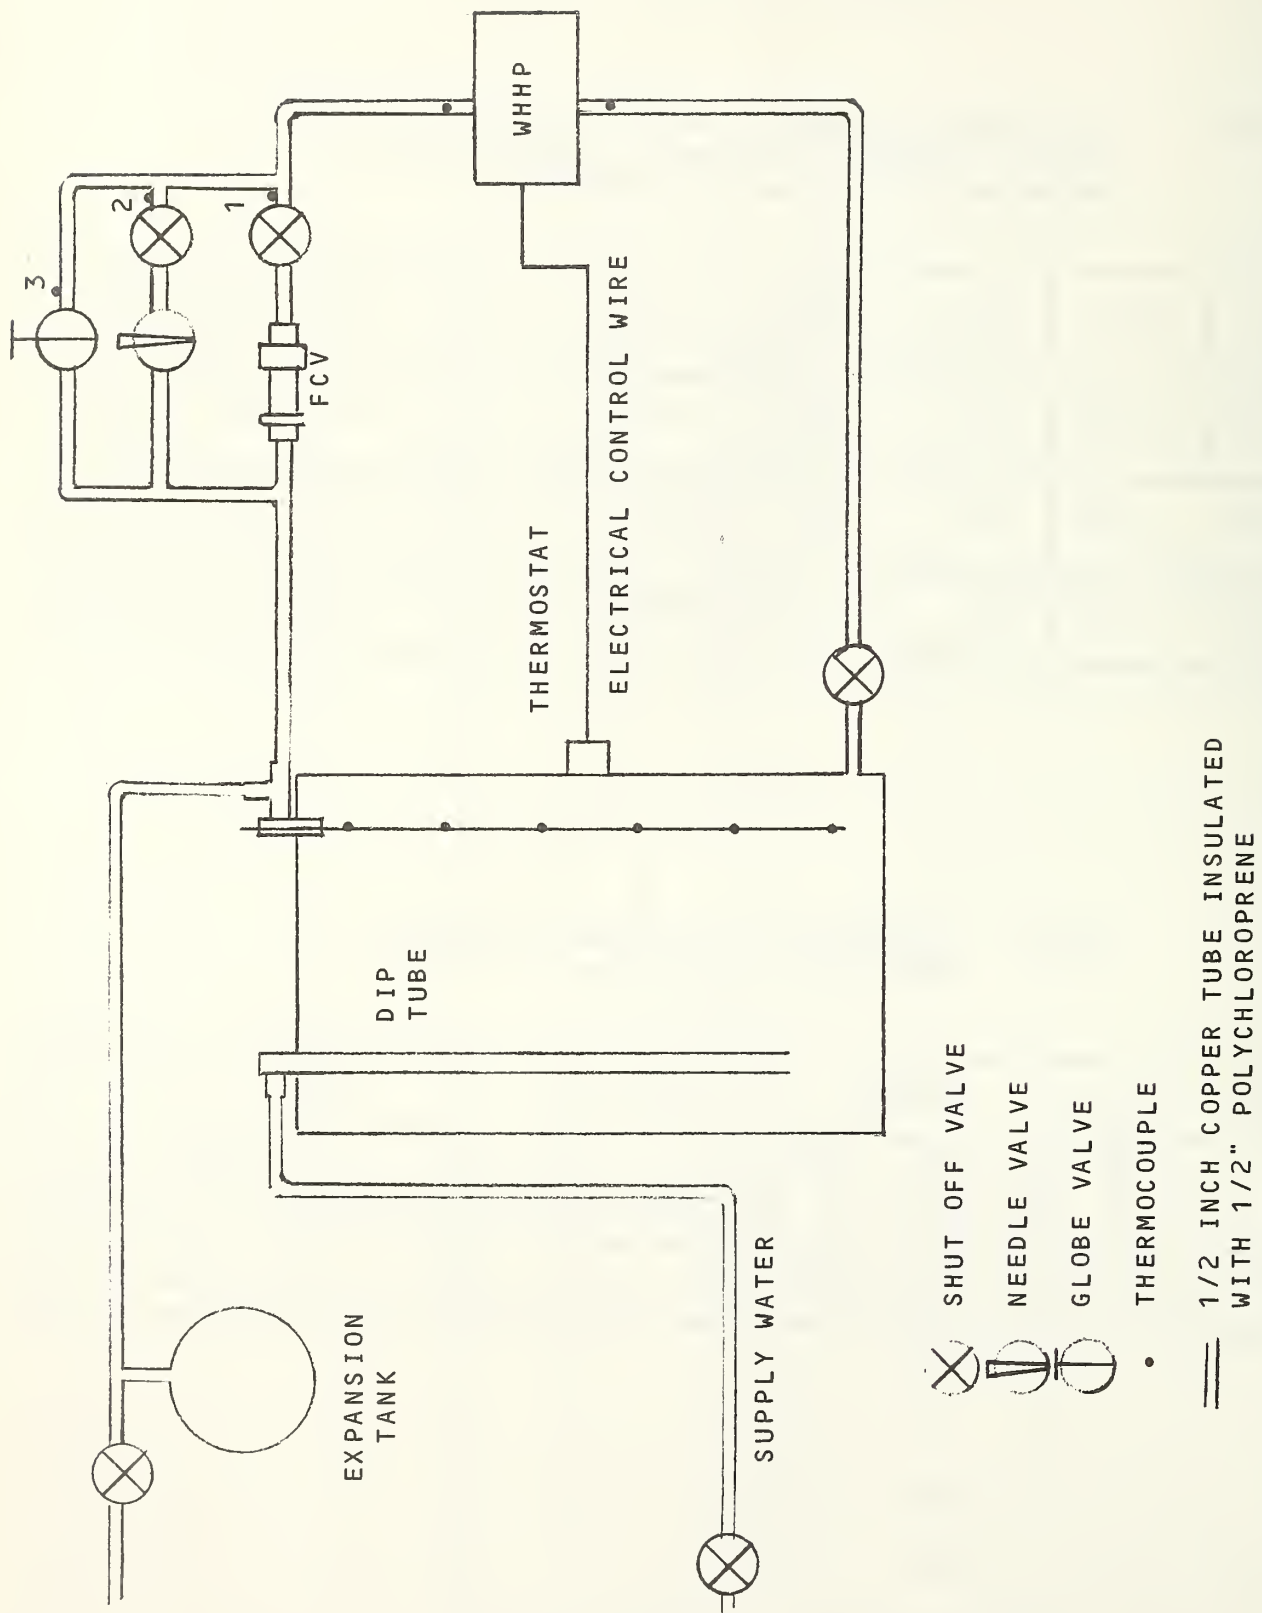 3
2
1
FCV
WHHP
THERMOSTAT
ELECTRICAL CONTROL WIRE
DIP
TUBE
EXPANSION
TANK
SUPPLY WATER
SHUT OFF VALVE
NEEDLE VALVE
GLOBE VALVE
THERMOCOUPLE
1/2 INCH COPPER TUBE INSULATED
WITH 1/2" POLYCHLOROPRENE